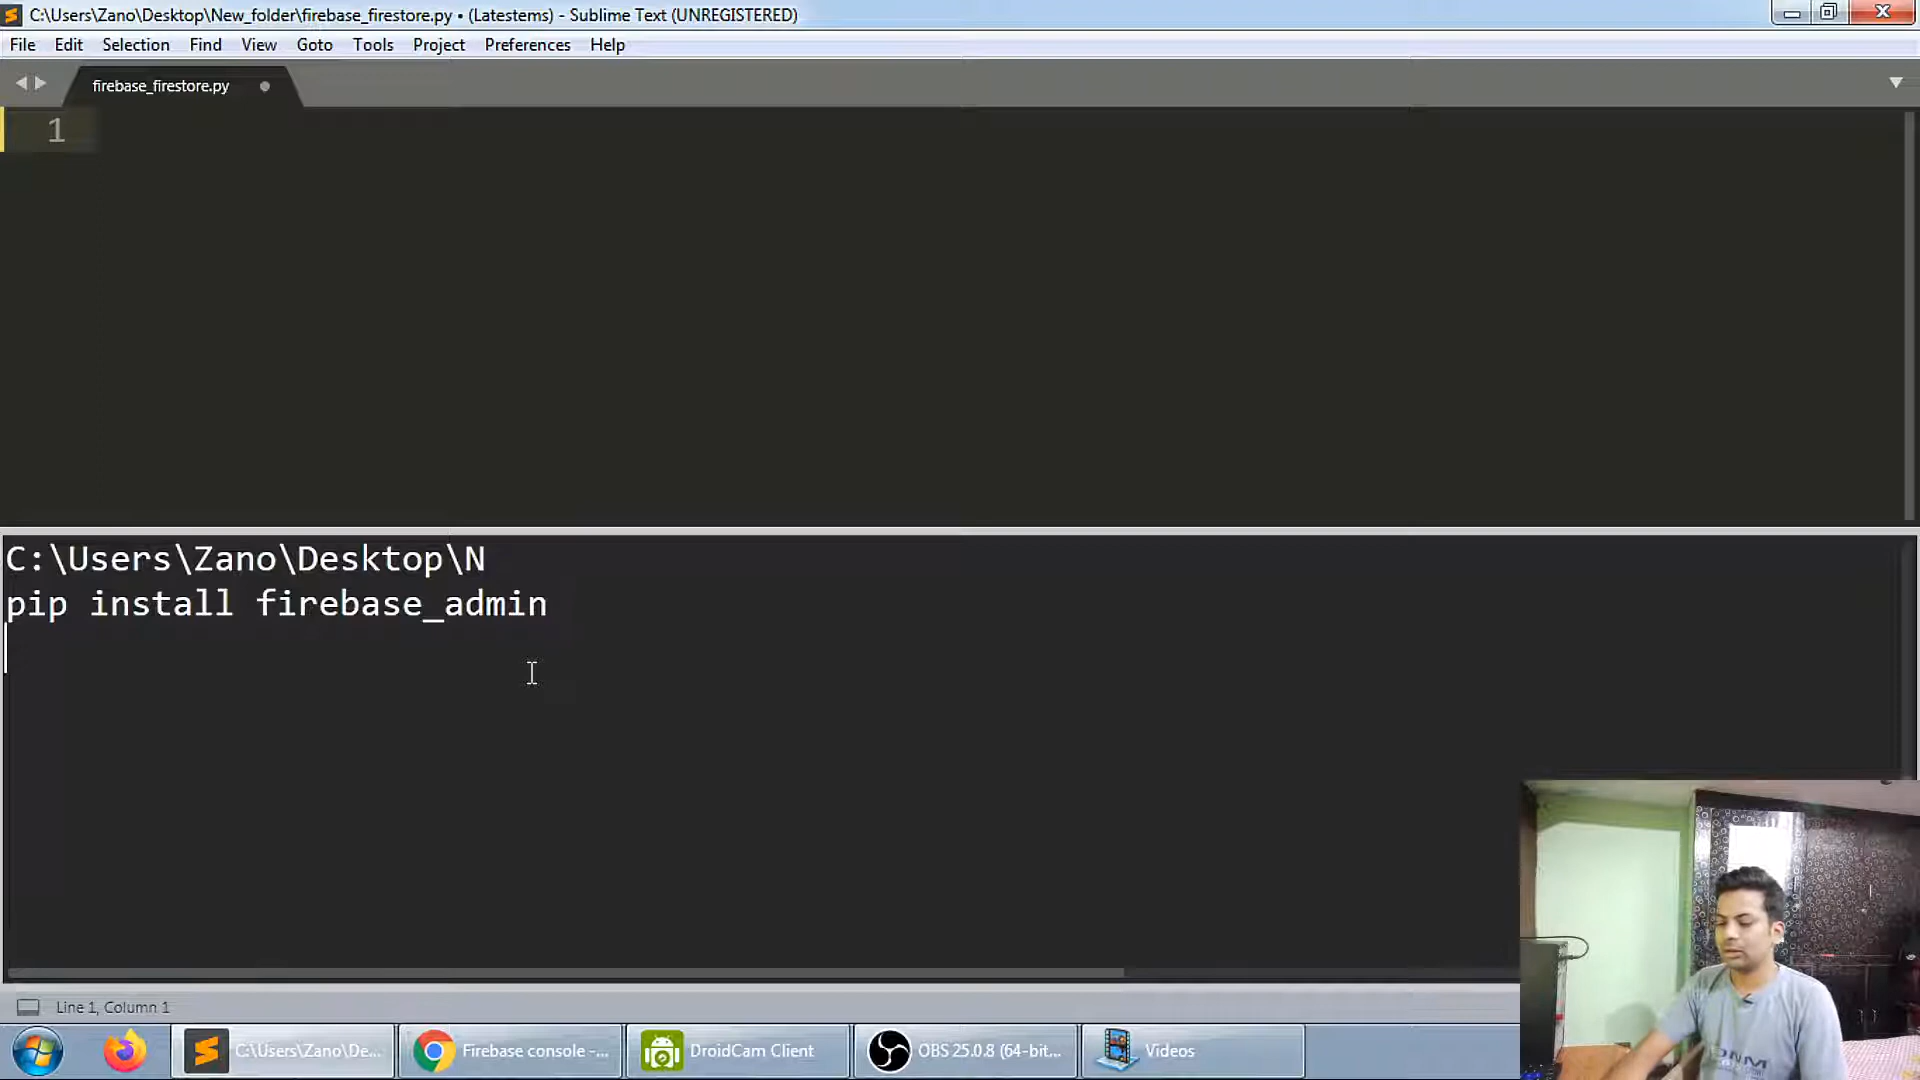 C:\Users\Zano\Desktop\New_folder\firebase_firestore.py • (Latestems) - Sublime Text (UNREGISTERED)
File Edit Selection Find View Goto Tools Project Preferences Help
firebase_firestore.py
1
C:\Users\Zano\Desktop\N
pip install firebase_admin
Line 1, Column 1
C:\Users\Zano\De... Firebase console -... DroidCam Client OBS 25.0.8 (64-bit... Videos